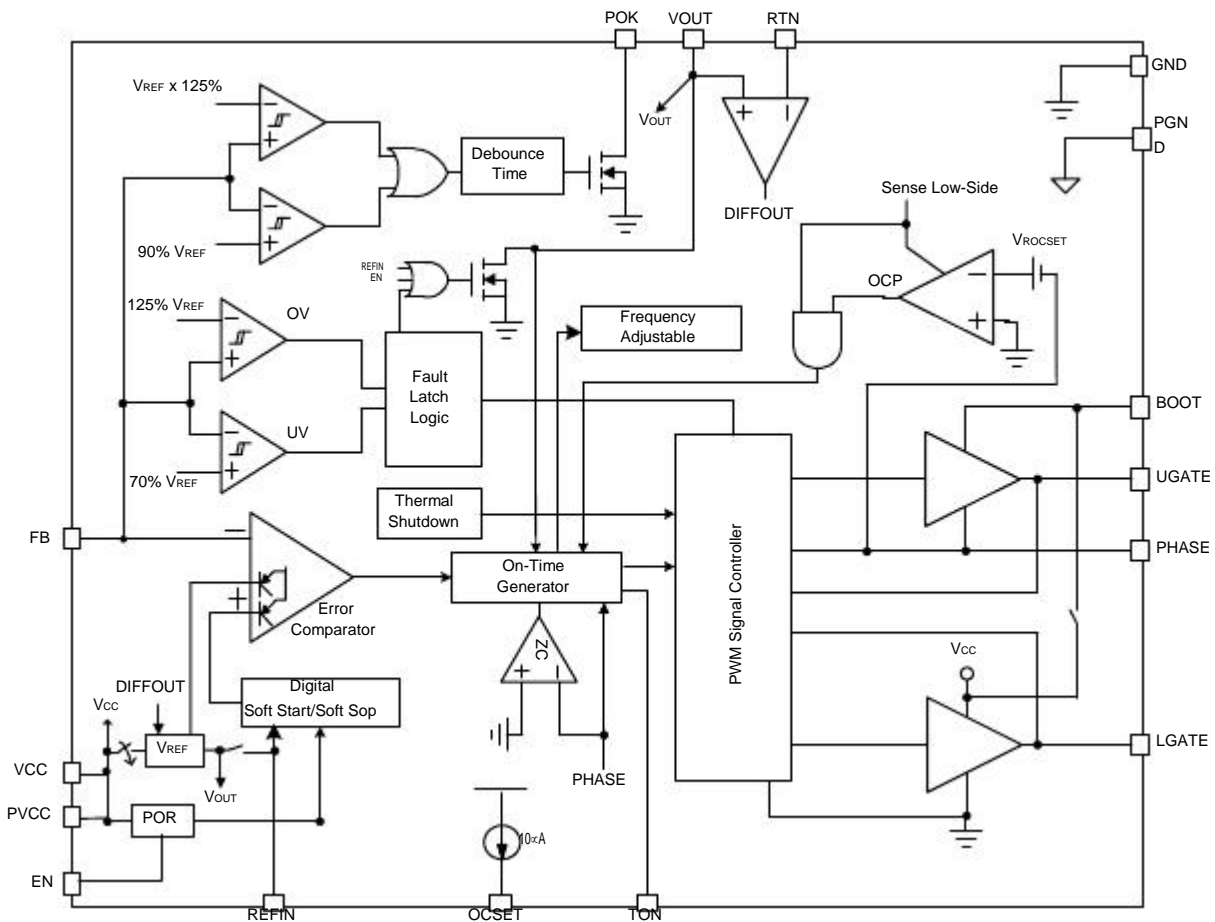 POK
VOUT
RTN
GND
PGN
D
VREF x 125%
VOUT
Debounce
Time
DIFFOUT
Sense Low-Side
90% VREF
REFIN
EN
VROCSET
OCP
125% VREF
OV
Frequency
Adjustable
Fault
Latch
Logic
BOOT
UV
70% VREF
UGATE
Thermal
Shutdown
FB
PHASE
On-Time
Generator
Error
Comparator
ZC
PWM Signal Controller
VCC
DIFFOUT
Digital
Soft Start/Soft Sop
VCC
VREF
LGATE
VCC
VOUT
PHASE
PVCC
POR
10∝A
EN
REFIN
OCSET
TON